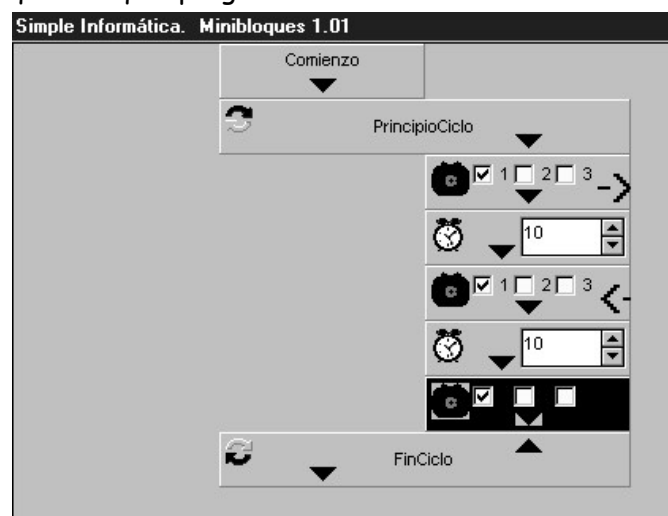 Simple Informática. Minibloques 1.01
Comienzo
PrincipioCiclo
1 2 3
10
1 2 3
10
FinCiclo